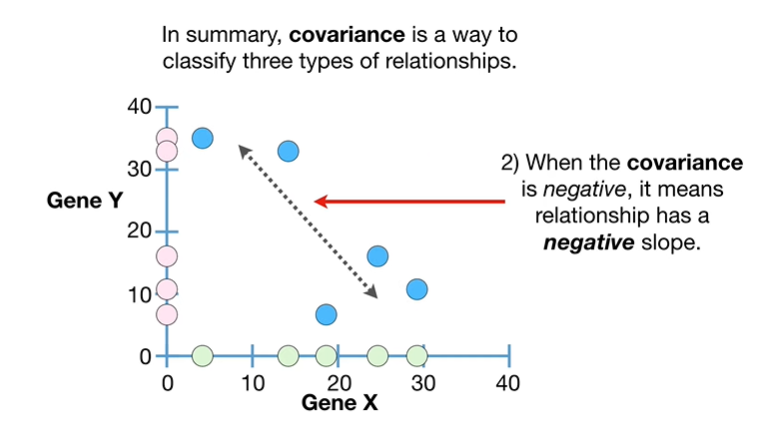 In summary, covariance is a way to
classify three types of relationships.
40
30
Gene Y
20
10
0
0 10 20 30 40
Gene X
2) When the covariance
is negative, it means
relationship has a
negative slope.